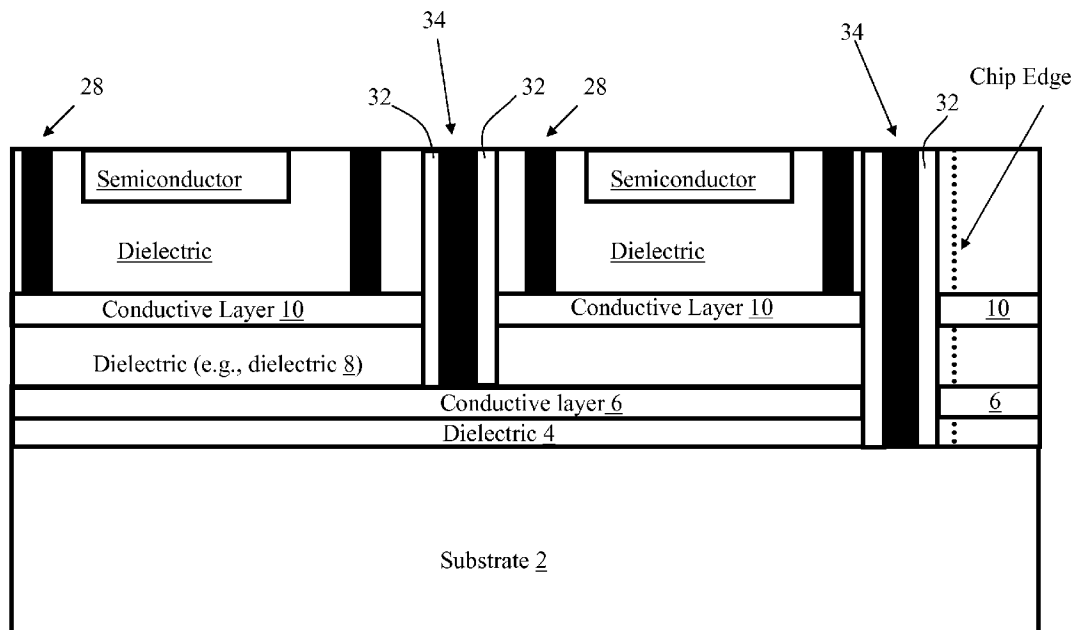 34
34
Chip Edge
28
32
32
28
32
Semiconductor
Semiconductor
Dielectric
Dielectric
Conductive Layer 10
Conductive Layer 10
10
Dielectric (e.g., dielectric 8)
Conductive layer 6
6
Dielectric 4
Substrate 2